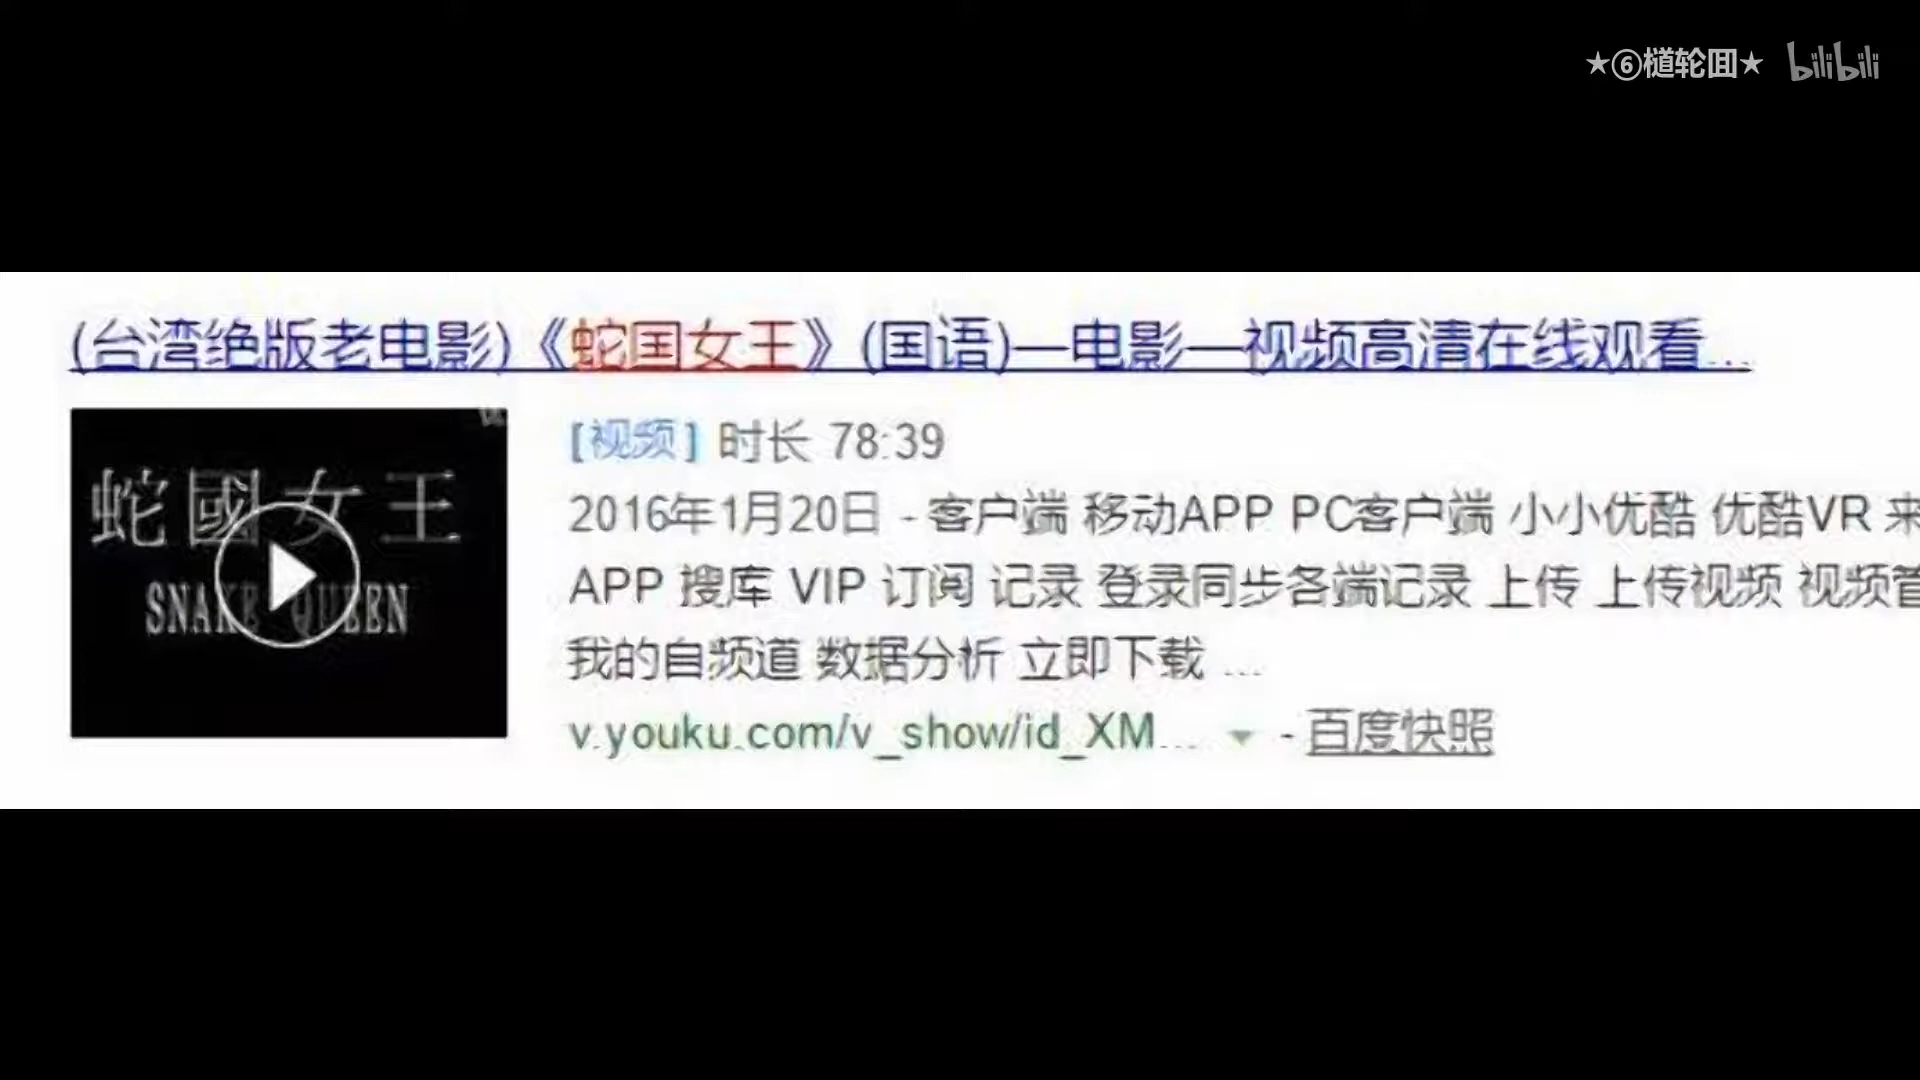 ★⑥檤轮囬★ bilibili
(台湾绝版老电影)《蛇国女王》(国语)—电影—视频高清在线观看...
蛇國女王
SNAKE QUEEN
[视频] 时长 78:39
2016年1月20日 - 客户端 移动APP PC客户端 小小优酷 优酷VR 来
APP 搜库 VIP 订阅 记录 登录同步各端记录 上传 上传视频 视频管
我的自频道 数据分析 立即下载 ...
v.youku.com/v_show/id_XM... - 百度快照